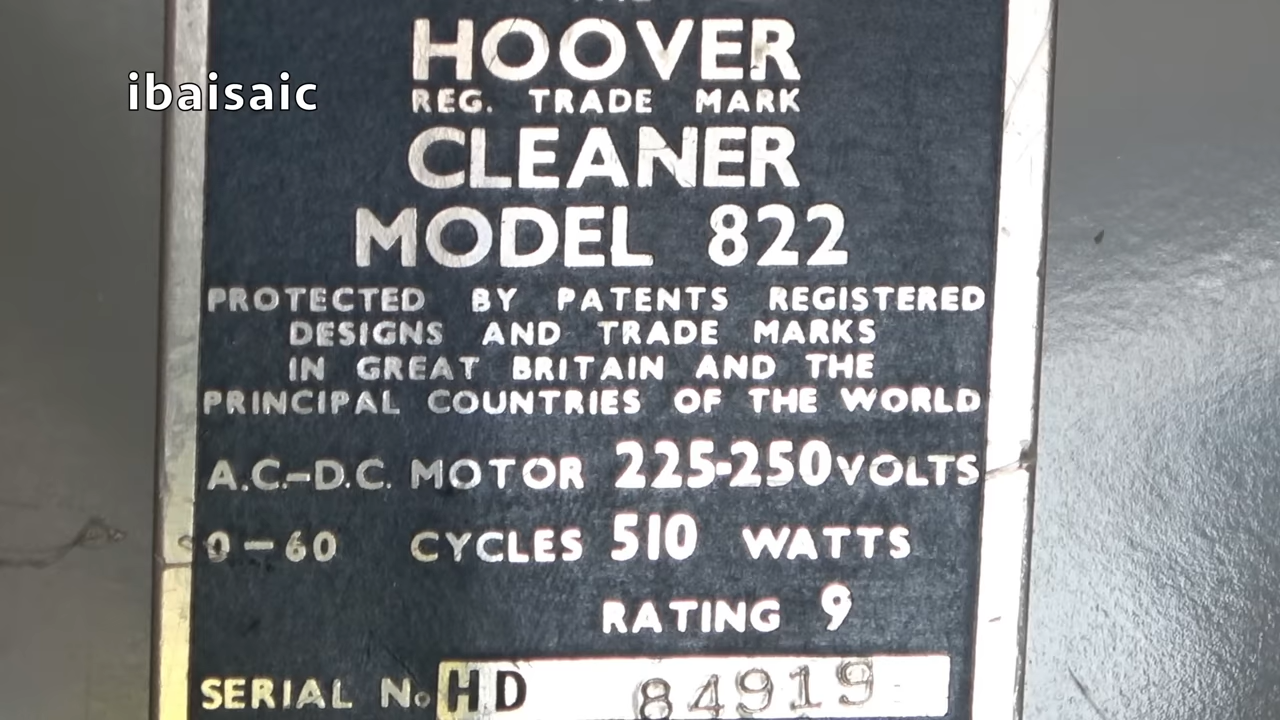 HOOVER
ibaisaic
REG. TRADE MARK
CLEANER
MODEL 822
PROTECTED BY PATENTS REGISTERED
DESIGNS AND TRADE MARKS
IN GREAT BRITAIN AND THE
PRINCIPAL COUNTRIES OF THE WORLD
A.C.-D.C. MOTOR 225-250 VOLTS
0-60 CYCLES 510 WATTS
RATING 9
SERIAL No. HD 84919